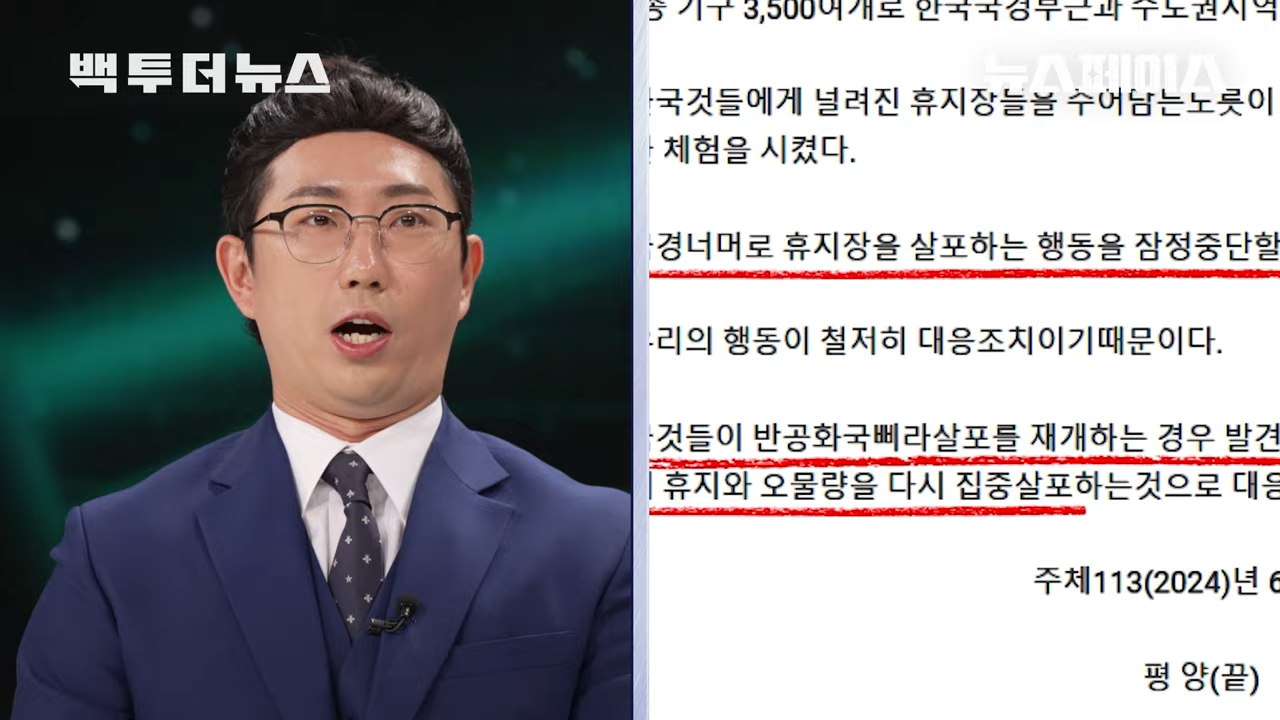 백투더뉴스
뉴스페이스
종 기구 3,500여개로 한국국경부근과 수도권지역
한국것들에게 널려진 휴지장들을 주어담는노릇이
체험을 시켰다.
국경너머로 휴지장을 살포하는 행동을 잠정중단할
우리의 행동이 철저히 대응조치이기때문이다.
것들이 반공화국삐라살포를 재개하는 경우 발견
휴지와 오물량을 다시 집중살포하는것으로 대응
주체113(2024)년 6
평 양(끝)